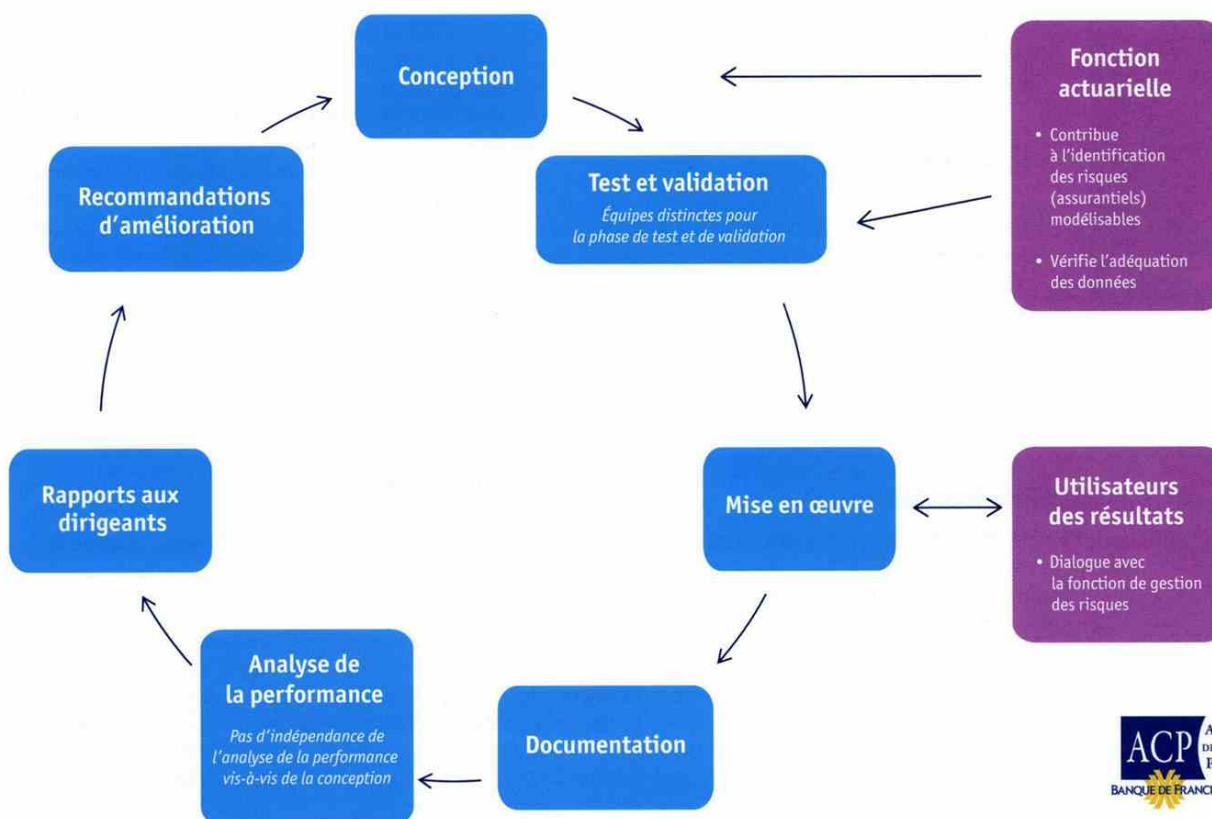 Conception
Fonction
actuarielle
• Contribue
à l'identification
des risques
(assurantiels)
modélisables
• Vérifie l'adéquation
des données
Test et validation
Équipes distinctes pour
la phase de test et de validation
Recommandations
d'amélioration
Rapports aux
dirigeants
Mise en œuvre
Utilisateurs
des résultats
• Dialogue avec
la fonction de gestion
des risques
Analyse de
la performance
Pas d'indépendance de
l'analyse de la performance
vis-à-vis de la conception
Documentation
ACP
BANQUE DE FRANCE